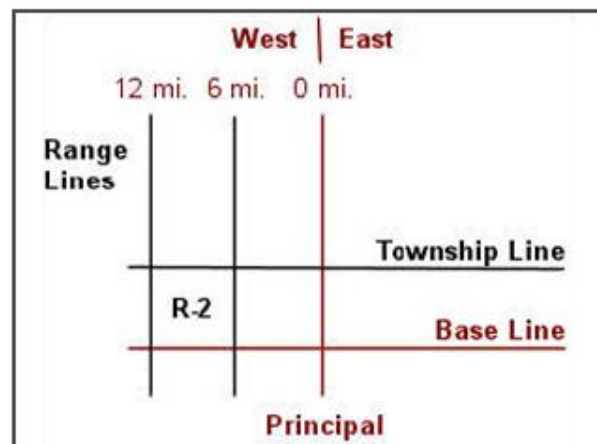 West | East
12 mi. 6 mi. 0 mi.
Range
Lines
Township Line
R-2
Base Line
Principal